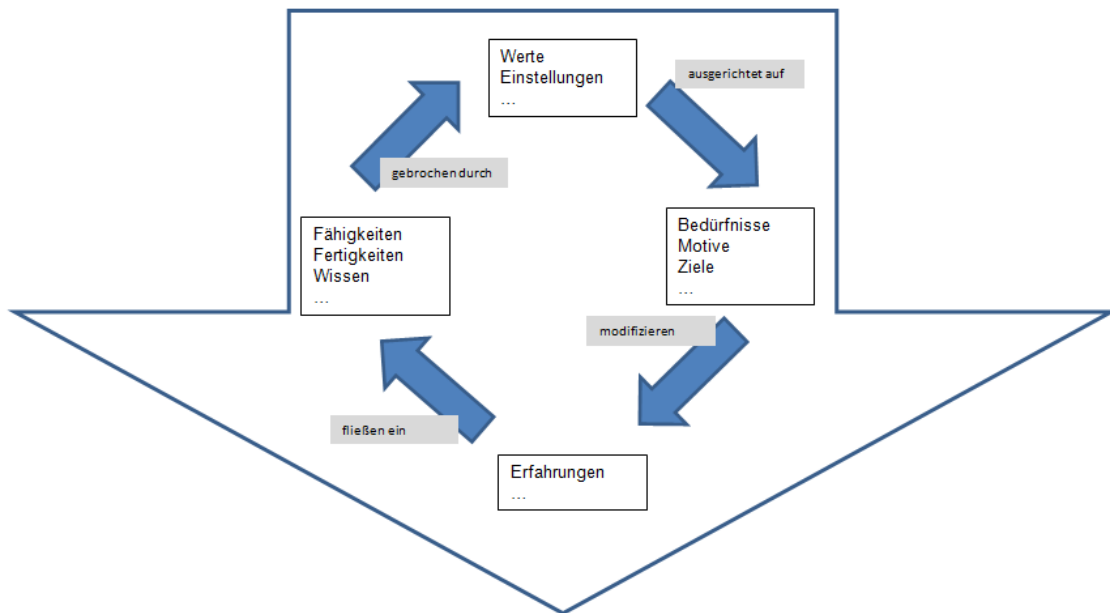 Werte
Einstellungen
…
ausgerichtet auf
gebrochen durch
Fähigkeiten
Fertigkeiten
Wissen
…
Bedürfnisse
Motive
Ziele
…
modifizieren
fließen ein
Erfahrungen
…